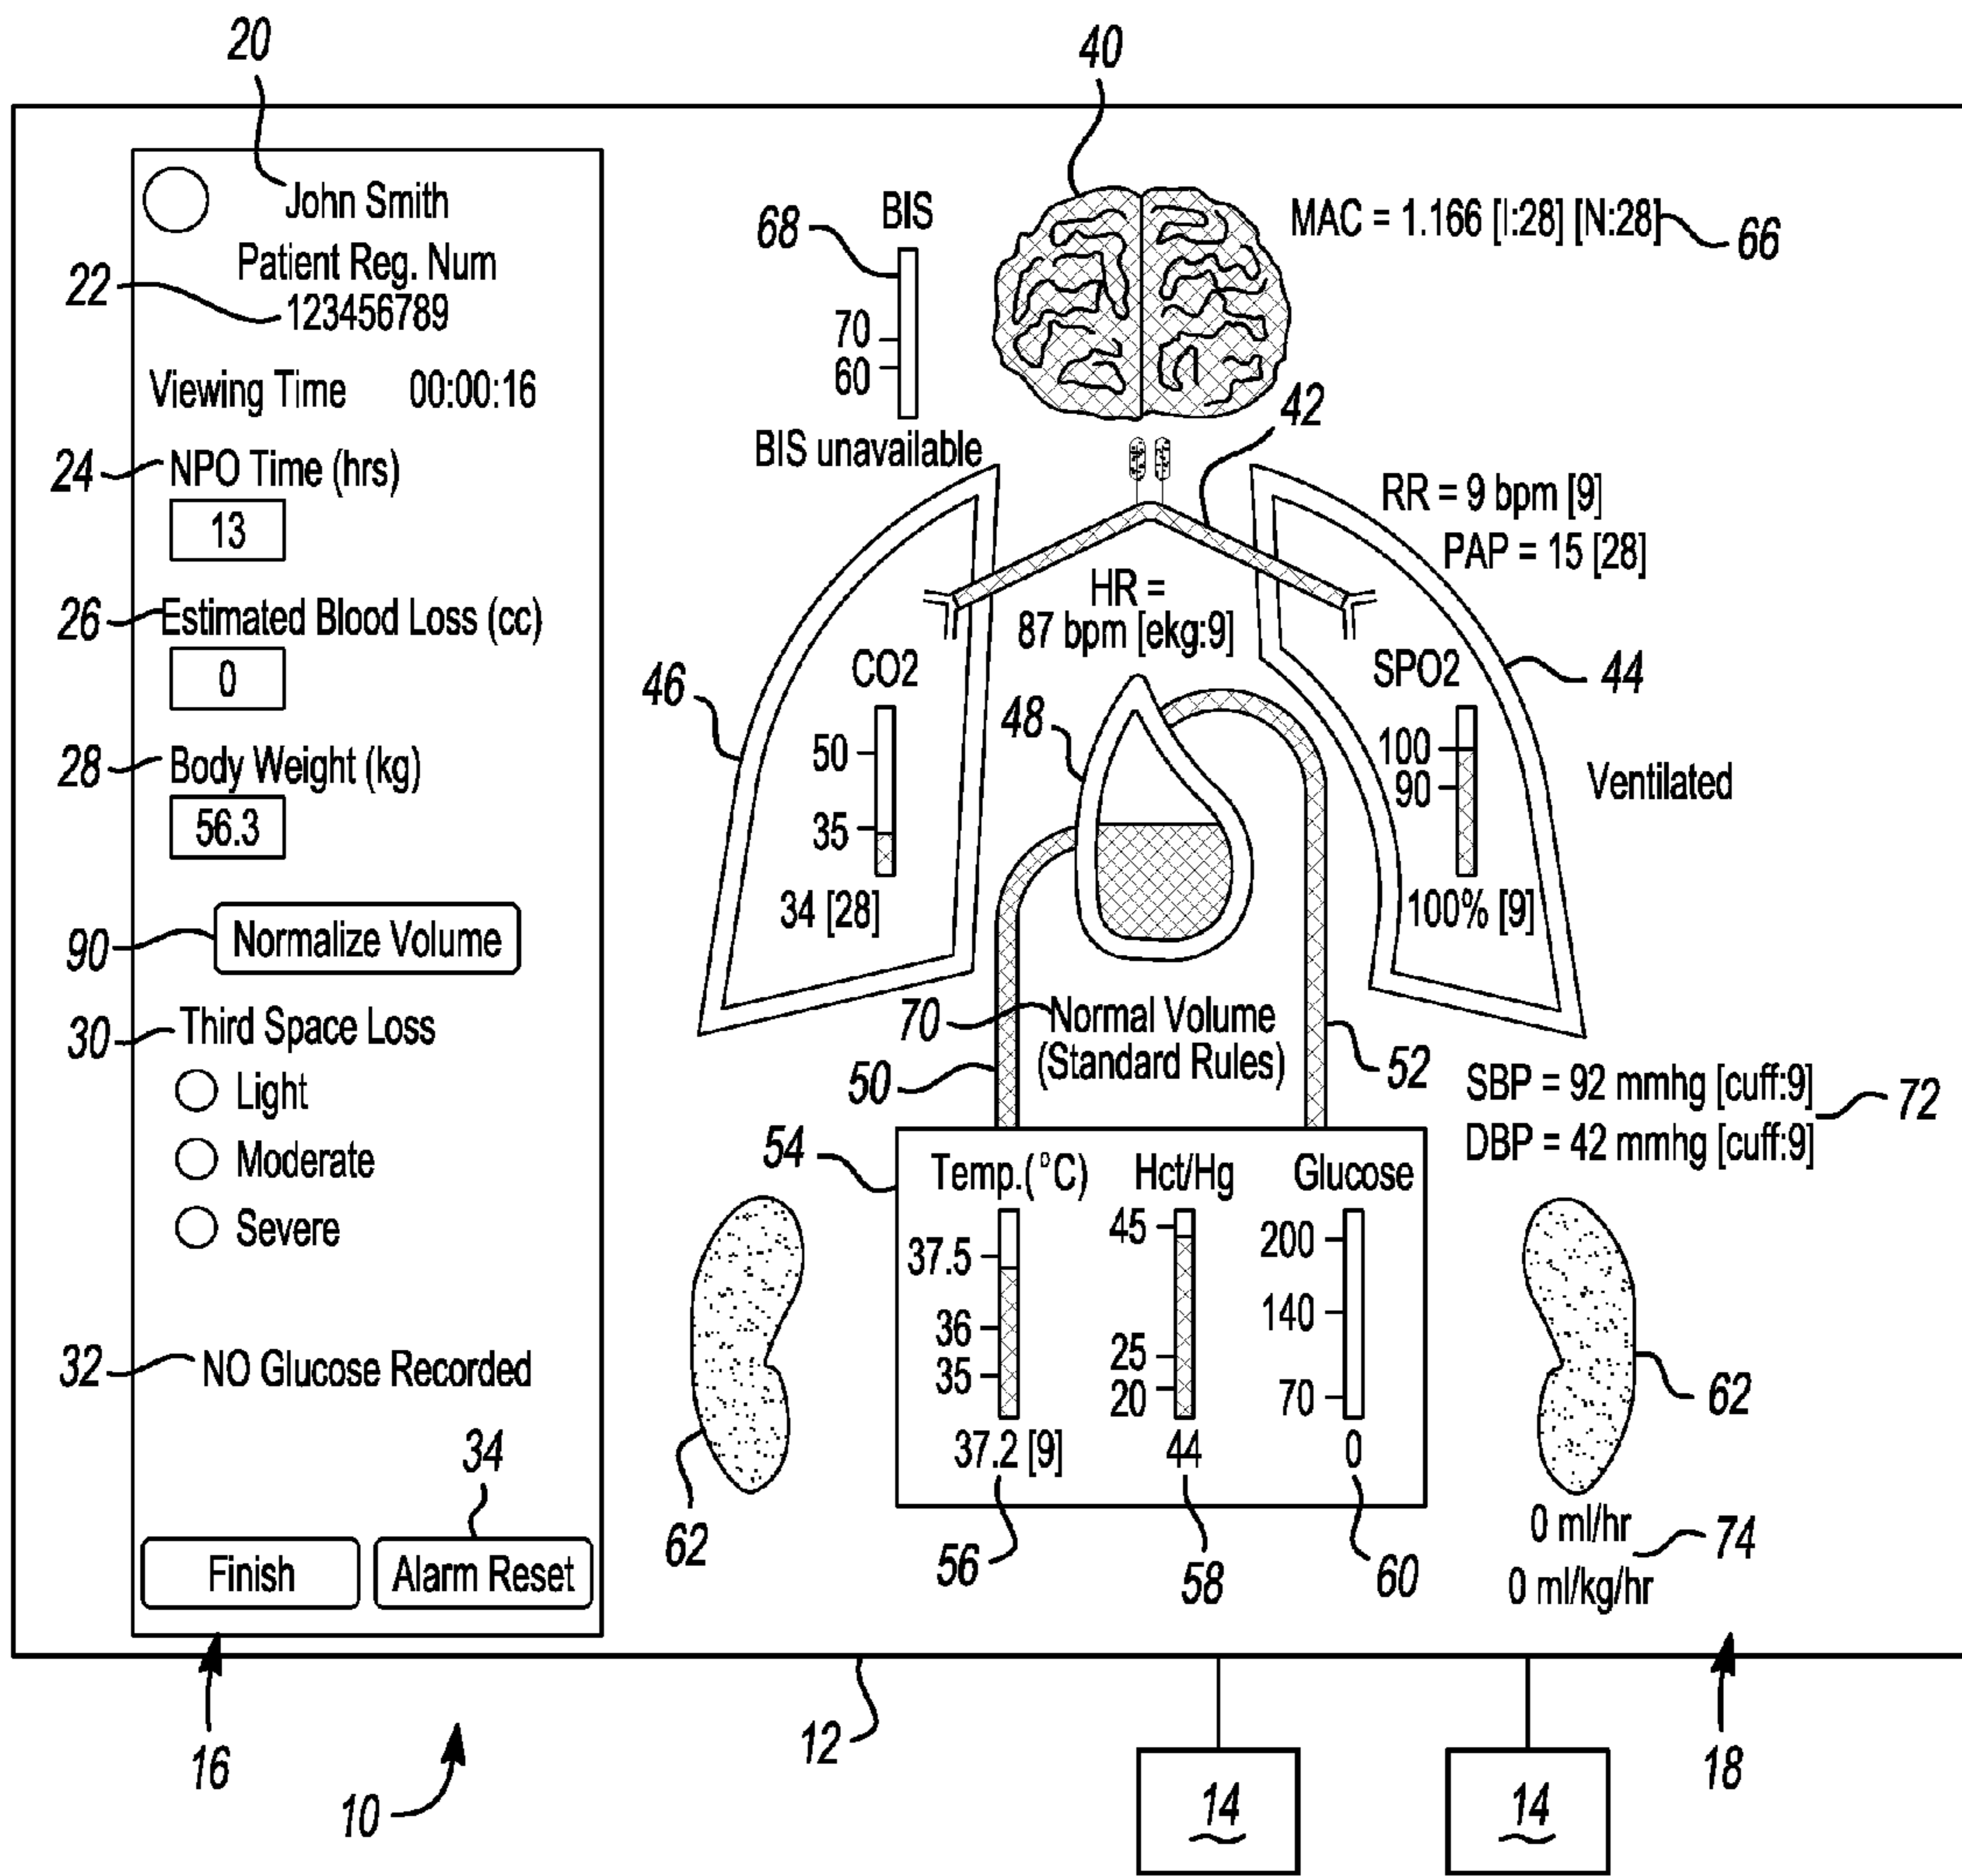 20
40
John Smith
Patient Reg. Num
22
123456789
Viewing Time 00:00:16
24
NPO Time (hrs)
13
26
Estimated Blood Loss (cc)
0
28
Body Weight (kg)
56.3
90
Normalize Volume
30
Third Space Loss
Light
Moderate
Severe
32
NO Glucose Recorded
34
Finish
Alarm Reset
68
BIS
70
60
BIS unavailable
MAC = 1.166 [I:28] [N:28]
66
42
RR = 9 bpm [9]
PAP = 15 [28]
HR =
87 bpm [ekg:9]
46
CO2
50
35
34 [28]
48
SPO2
44
100
90
100% [9]
Ventilated
70
Normal Volume
(Standard Rules)
50
52
SBP = 92 mmhg [cuff:9]
DBP = 42 mmhg [cuff:9]
72
54
Temp.(°C)
37.5
36
35
37.2 [9]
Hct/Hg
45
25
20
44
Glucose
200
140
70
0
62
62
56
58
60
0 ml/hr
0 ml/kg/hr
74
16
10
12
14
14
18